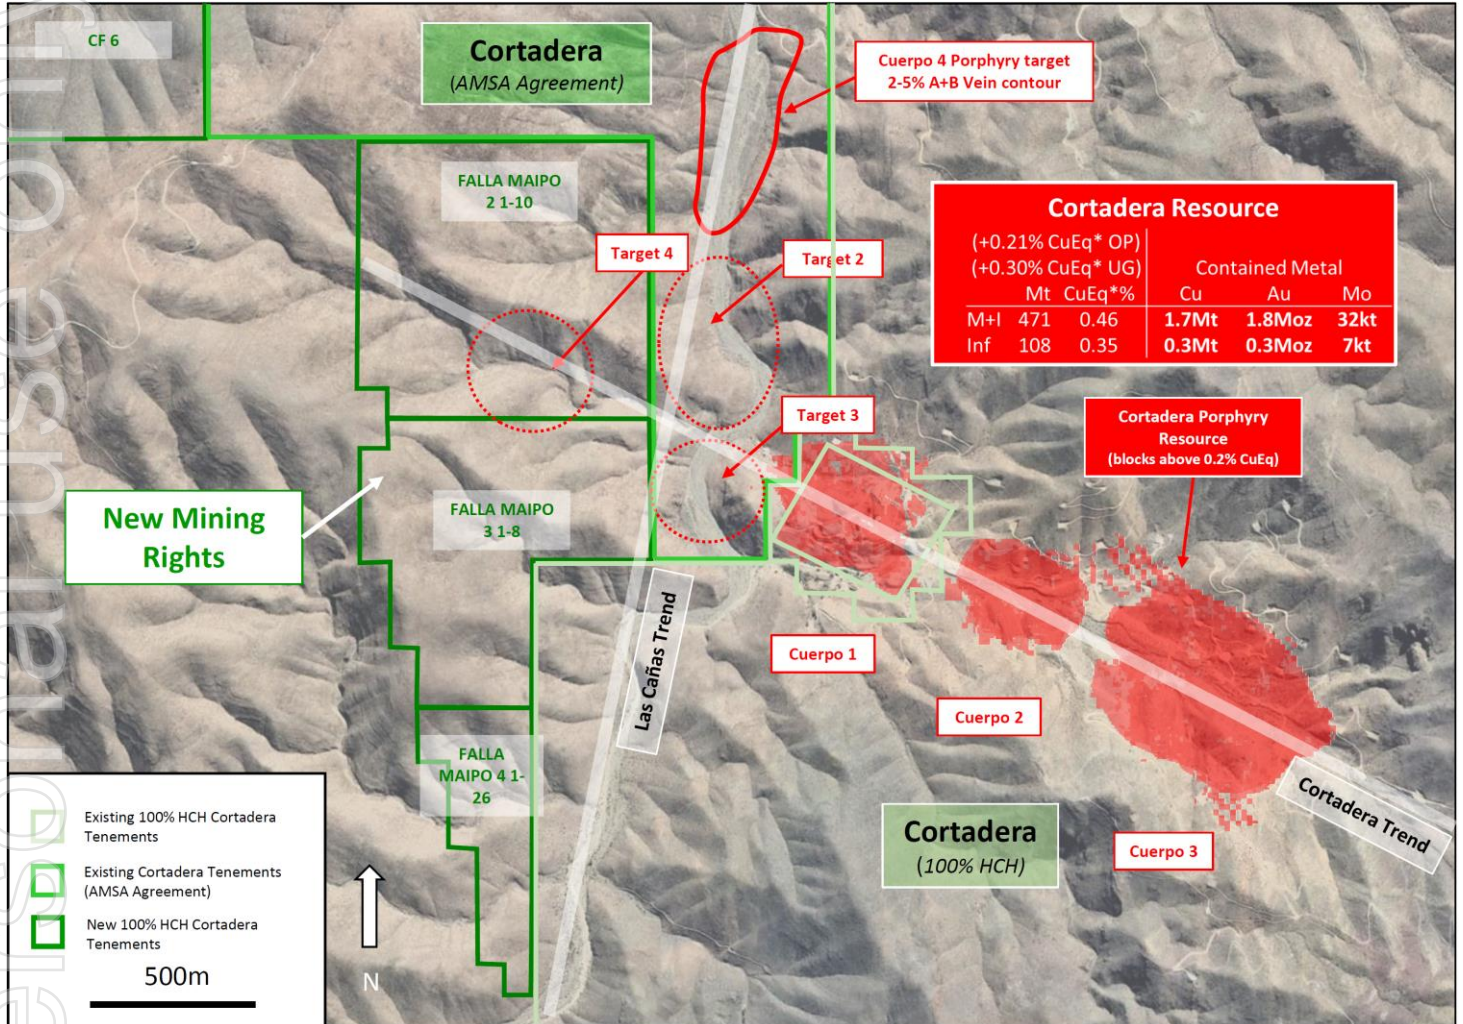 CF 6
Cortadera
(AMSA Agreement)
Cuerpo 4 Porphyry target
2-5% A+B Vein contour
FALLA MAIPO
2 1-10
Target 4
Target 2
Cortadera Resource
(+0.21% CuEq* OP)
(+0.30% CuEq* UG) Contained Metal
Mt CuEq*% Cu Au Mo
M+I 471 0.46 1.7Mt 1.8Moz 32kt
Inf 108 0.35 0.3Mt 0.3Moz 7kt
Target 3
Cortadera Porphyry
Resource
(blocks above 0.2% CuEq)
New Mining
Rights
FALLA MAIPO
3 1-8
Las Cañas Trend
Cuerpo 1
Cuerpo 2
FALLA
MAIPO 4 1-
26
Cortadera Trend
Cortadera
(100% HCH)
Cuerpo 3
Existing 100% HCH Cortadera
Tenements
Existing Cortadera Tenements
(AMSA Agreement)
New 100% HCH Cortadera
Tenements
500m
N
ersonal use only